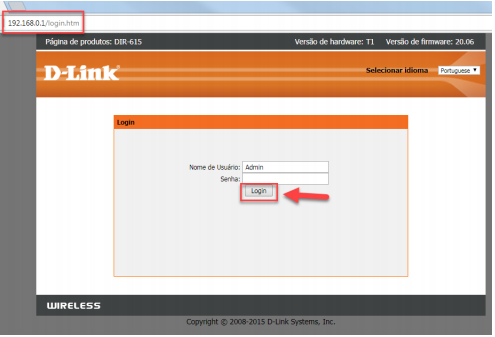 192.168.0.1/login.htm
Página de produtos: DIR-615 Versão de hardware: T1 Versão de firmware: 20.06
D-Link
Selecionar idioma Portuguese
Login
Nome de Usuário: Admin
Senha:
Login
WIRELESS
Copyright © 2008-2015 D-Link Systems, Inc.